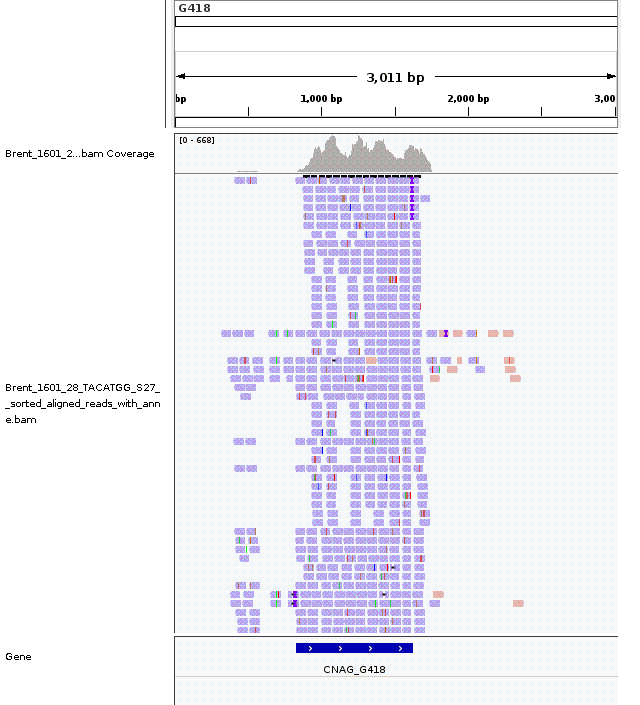 G418
3,011 bp
bp
1,000 bp
2,000 bp
3,00
[0 - 668]
Brent_1601_2...bam Coverage
Brent_1601_28_TACATGG_S27_
_sorted_aligned_reads_with_ann
e.bam
Gene
CNAG_G418